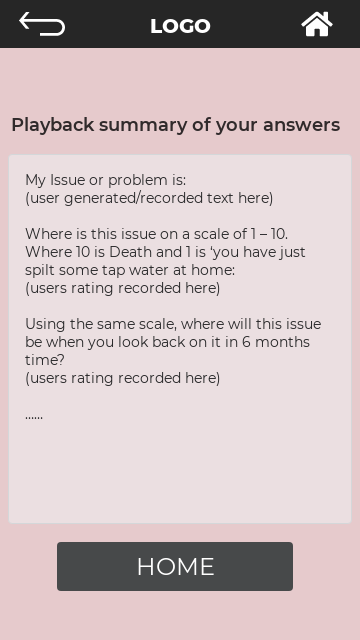 LOGO
Playback summary of your answers
My Issue or problem is:
(user generated/recorded text here)
Where is this issue on a scale of 1 – 10.
Where 10 is Death and 1 is ‘you have just
spilt some tap water at home:
(users rating recorded here)
Using the same scale, where will this issue
be when you look back on it in 6 months
time?
(users rating recorded here)
......
HOME